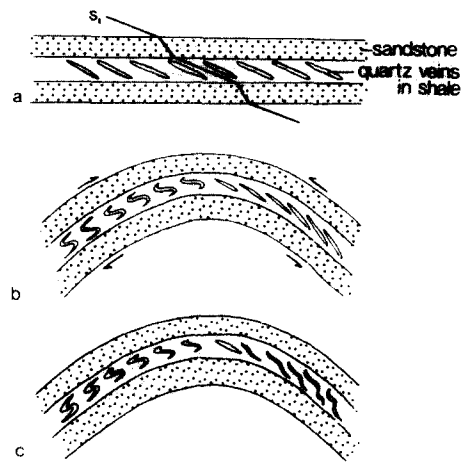 S₁
sandstone
quartz veins
in shale
a
b
c